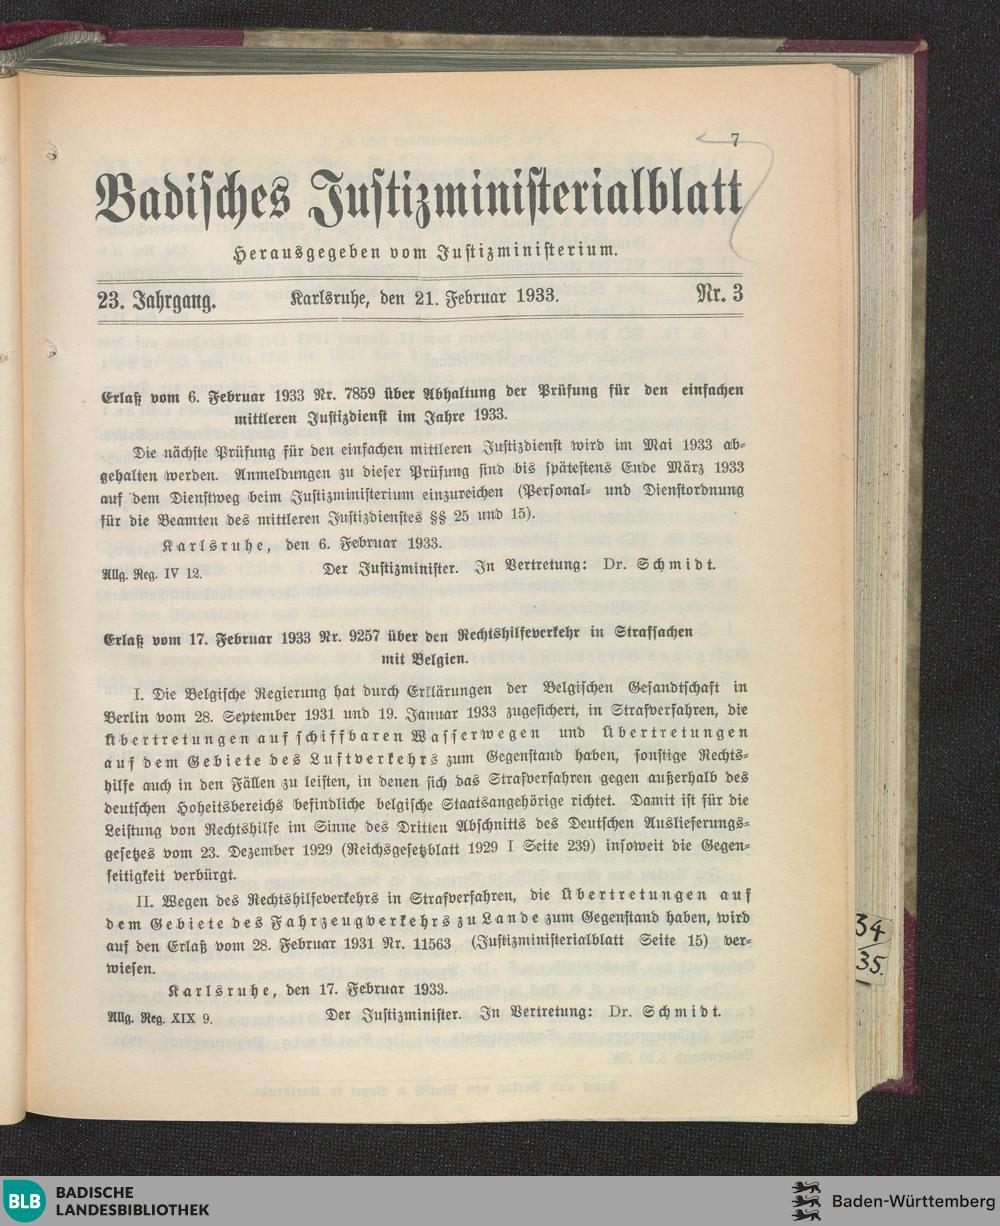 7
Badisches Justizministerialblatt
Herausgegeben vom Justizministerium.
23. Jahrgang. Karlsruhe, den 21. Februar 1933. Nr. 3
Erlaß vom 6. Februar 1933 Nr. 7859 über Abhaltung der Prüfung für den einfachen
mittleren Justizdienst im Jahre 1933.
Die nächste Prüfung für den einfachen mittleren Justizdienst wird im Mai 1933 ab-
gehalten werden. Anmeldungen zu dieser Prüfung sind bis spätestens Ende März 1933
auf dem Dienstweg beim Justizministerium einzureichen (Personal- und Dienstordnung
für die Beamten des mittleren Justizdienstes §§ 25 und 15).
Karlsruhe, den 6. Februar 1933.
Allg. Reg. IV 12. Der Justizminister. In Vertretung: Dr. Schmidt.
Erlaß vom 17. Februar 1933 Nr. 9257 über den Rechtshilfeverkehr in Strafsachen
mit Belgien.
I. Die Belgische Regierung hat durch Erklärungen der Belgischen Gesandtschaft in
Berlin vom 28. September 1931 und 19. Januar 1933 zugesichert, in Strafverfahren, die
Übertretungen auf schiffbaren Wasserwegen und Übertretungen
auf dem Gebiete des Luftverkehrs zum Gegenstand haben, sonstige Rechts-
hilfe auch in den Fällen zu leisten, in denen sich das Strafverfahren gegen außerhalb des
deutschen Hoheitsbereichs befindliche belgische Staatsangehörige richtet. Damit ist für die
Leistung von Rechtshilfe im Sinne des Dritten Abschnitts des Deutschen Auslieferungs-
gesetzes vom 23. Dezember 1929 (Reichsgesetzblatt 1929 I Seite 239) insoweit die Gegen-
seitigkeit verbürgt.
II. Wegen des Rechtshilfeverkehrs in Strafverfahren, die Übertretungen auf
dem Gebiete des Fahrzeugverkehrs zu Lande zum Gegenstand haben, wird
auf den Erlaß vom 28. Februar 1931 Nr. 11563 (Justizministerialblatt Seite 15) ver-
wiesen.
Karlsruhe, den 17. Februar 1933.
Allg. Reg. XIX 9. Der Justizminister. In Vertretung: Dr. Schmidt.
34
35.
BLB BADISCHE
LANDESBIBLIOTHEK
Baden-Württemberg